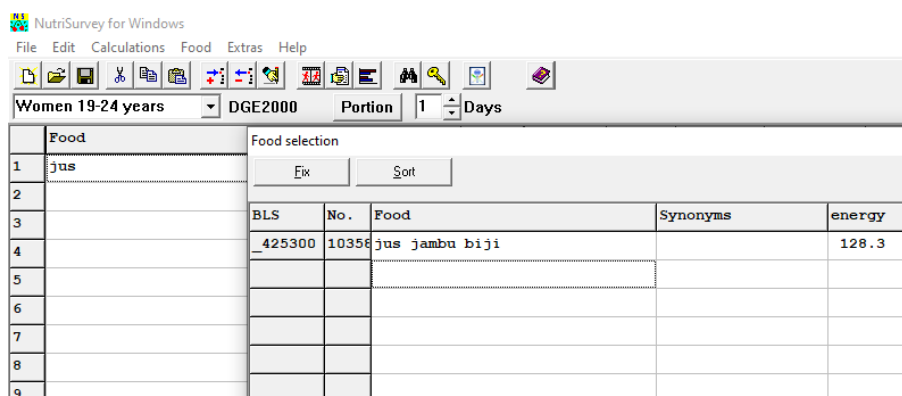 NS
NutriSurvey for Windows
File Edit Calculations Food Extras Help
Women 19-24 years DGE2000 Portion 1 Days
Food
Food selection
1 jus
Fix Sort
2
BLS No. Food Synonyms energy
3
_425300 10358 jus jambu biji 128.3
4
5
6
7
8
9